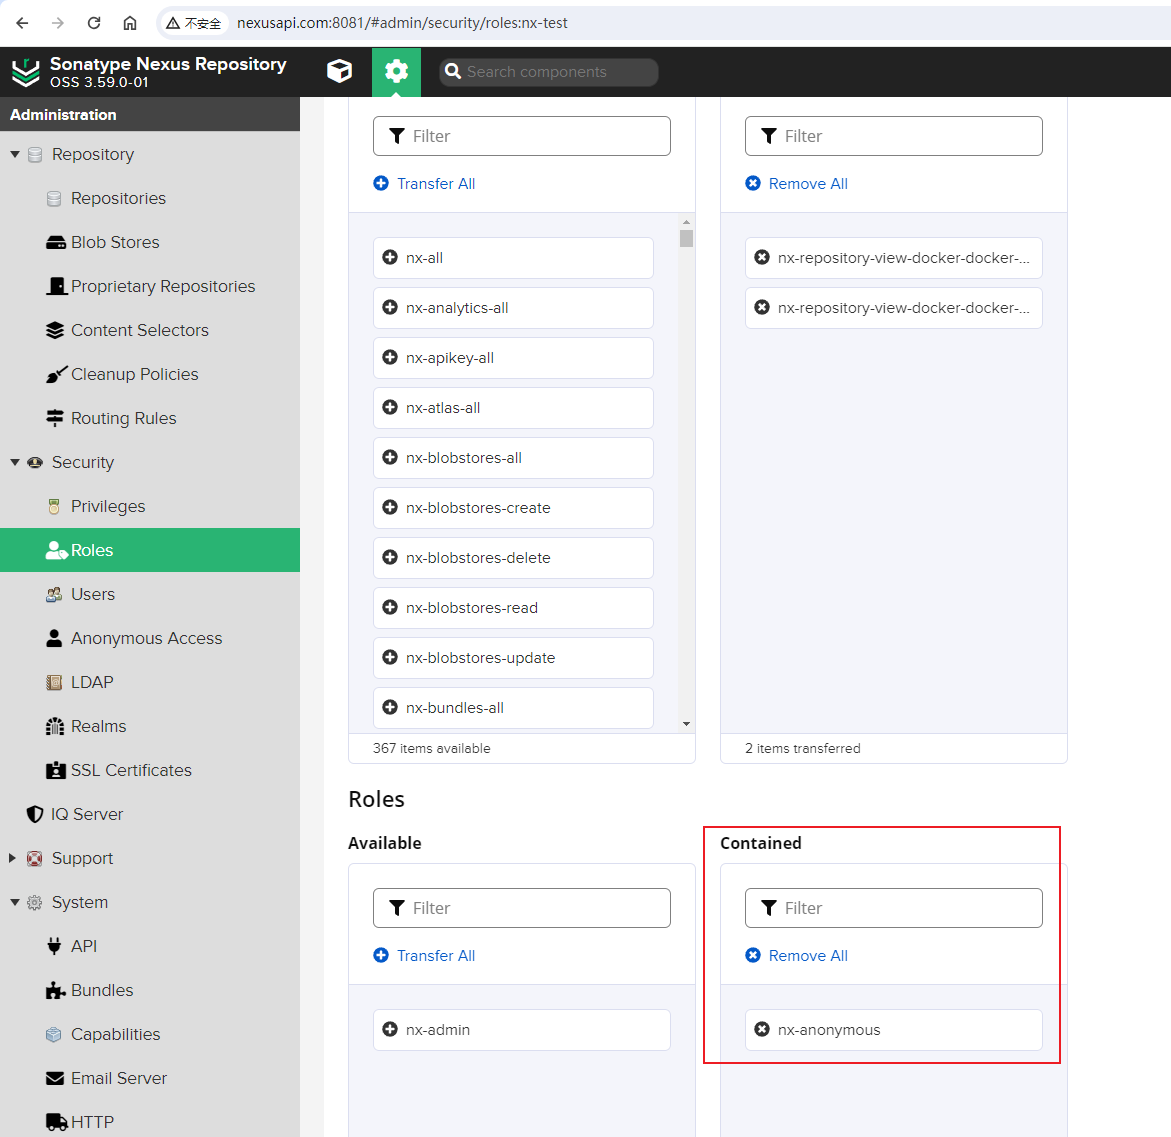 不安全 nexusapi.com:8081/#admin/security/roles:nx-test
Sonatype Nexus Repository
OSS 3.59.0-01
Search components
Administration
Repository
Repositories
Blob Stores
Proprietary Repositories
Content Selectors
Cleanup Policies
Routing Rules
Security
Privileges
Roles
Users
Anonymous Access
LDAP
Realms
SSL Certificates
IQ Server
Support
System
API
Bundles
Capabilities
Email Server
HTTP
Filter
Transfer All
nx-all
nx-analytics-all
nx-apikey-all
nx-atlas-all
nx-blobstores-all
nx-blobstores-create
nx-blobstores-delete
nx-blobstores-read
nx-blobstores-update
nx-bundles-all
367 items available
Filter
Remove All
nx-repository-view-docker-docker-...
nx-repository-view-docker-docker-...
2 items transferred
Roles
Available
Filter
Transfer All
nx-admin
Contained
Filter
Remove All
nx-anonymous